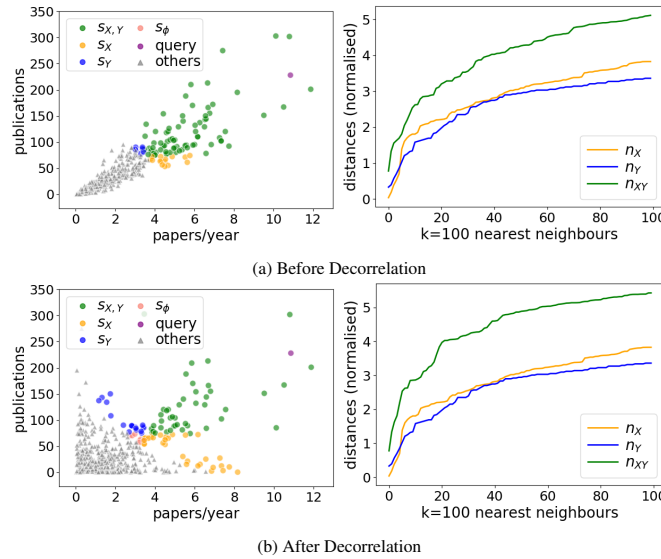 350
300
250
200
150
100
50
0
publications
s_{X,Y}
s_X
s_Y
s_ϕ
query
others
0 2 4 6 8 10 12
papers/year
5
4
3
2
1
0
distances (normalised)
n_X
n_Y
n_{XY}
0 20 40 60 80 100
k=100 nearest neighbours
(a) Before Decorrelation
350
300
250
200
150
100
50
0
publications
s_{X,Y}
s_X
s_Y
s_ϕ
query
others
0 2 4 6 8 10 12
papers/year
5
4
3
2
1
0
distances (normalised)
n_X
n_Y
n_{XY}
0 20 40 60 80 100
k=100 nearest neighbours
(b) After Decorrelation